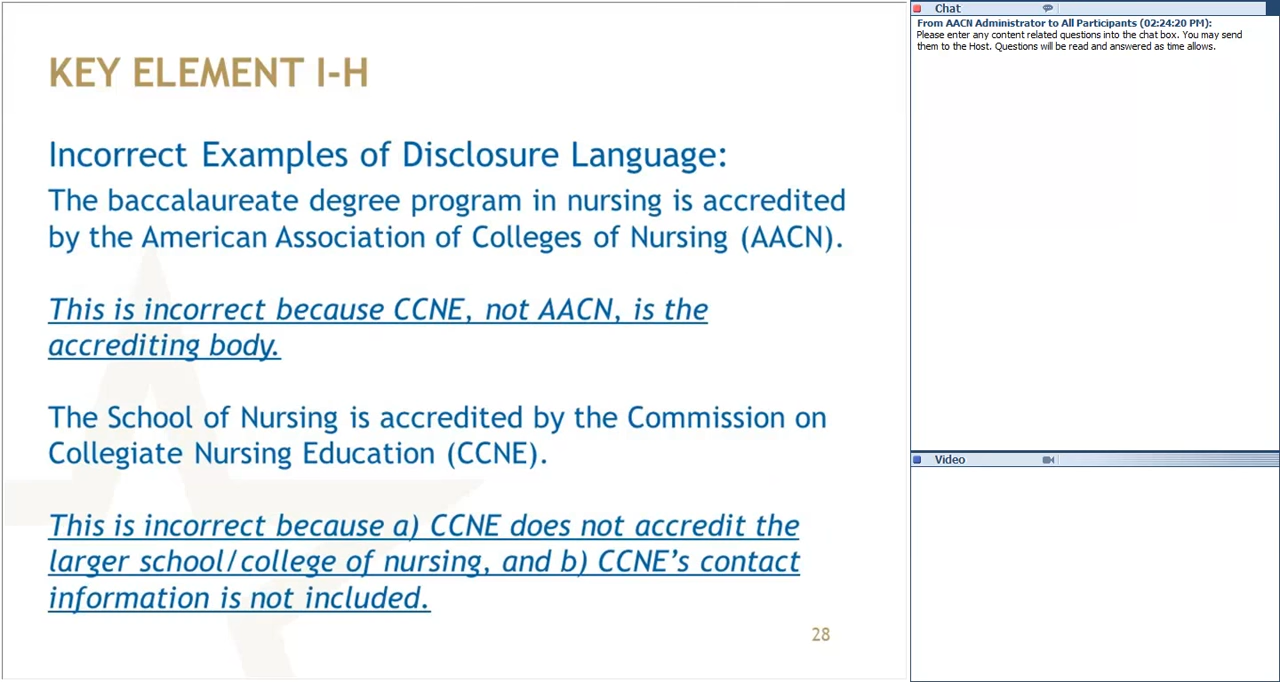 KEY ELEMENT I-H
Incorrect Examples of Disclosure Language:
The baccalaureate degree program in nursing is accredited
by the American Association of Colleges of Nursing (AACN).
This is incorrect because CCNE, not AACN, is the
accrediting body.
The School of Nursing is accredited by the Commission on
Collegiate Nursing Education (CCNE).
This is incorrect because a) CCNE does not accredit the
larger school/college of nursing, and b) CCNE’s contact
information is not included.
28
Chat
From AACN Administrator to All Participants (02:24:20 PM):
Please enter any content related questions into the chat box. You may send
them to the Host. Questions will be read and answered as time allows.
Video